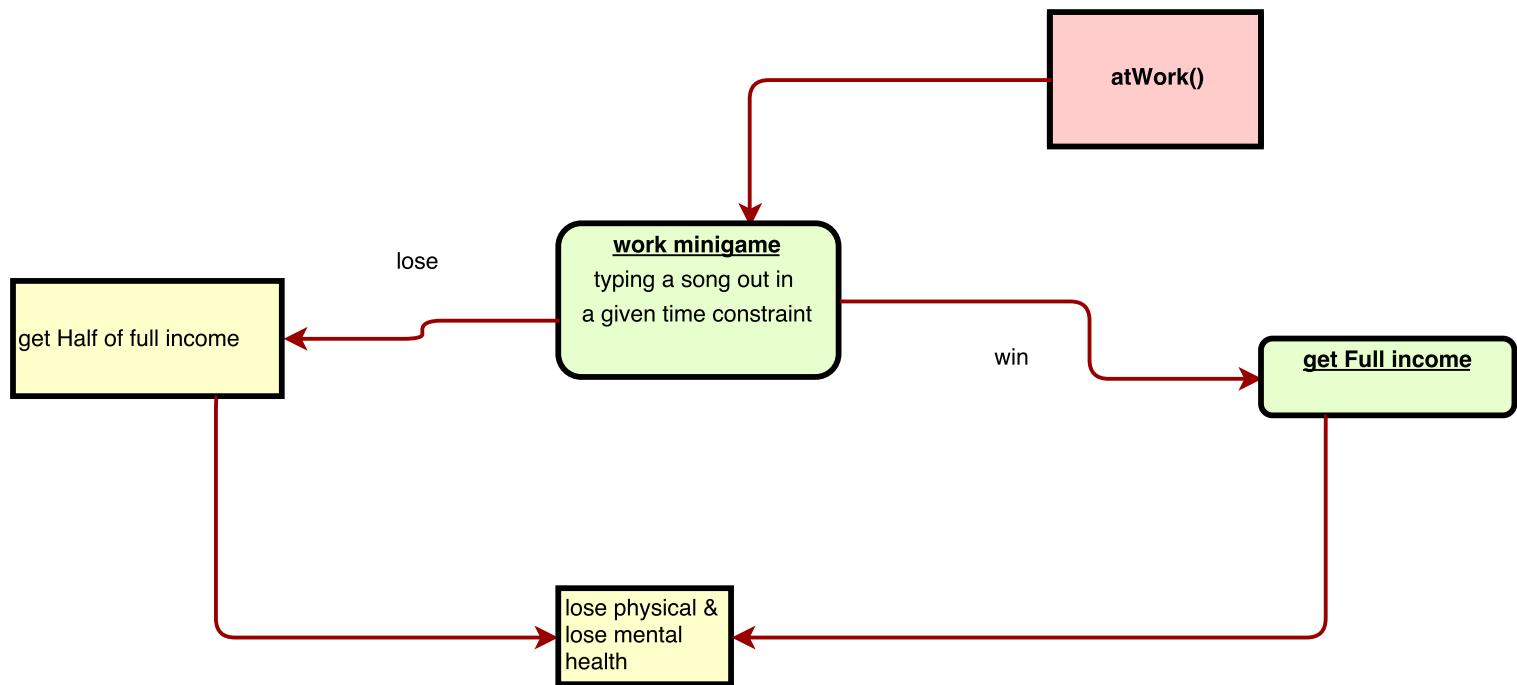 atWork()
work minigame
typing a song out in
a given time constraint
lose
get Half of full income
win
get Full income
lose physical &
lose mental
health